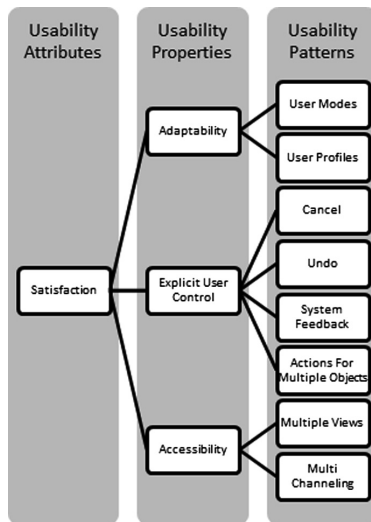 Usability
Attributes
Usability
Properties
Usability
Patterns
Satisfaction
Adaptability
Explicit User
Control
Accessibility
User Modes
User Profiles
Cancel
Undo
System
Feedback
Actions For
Multiple Objects
Multiple Views
Multi
Channeling